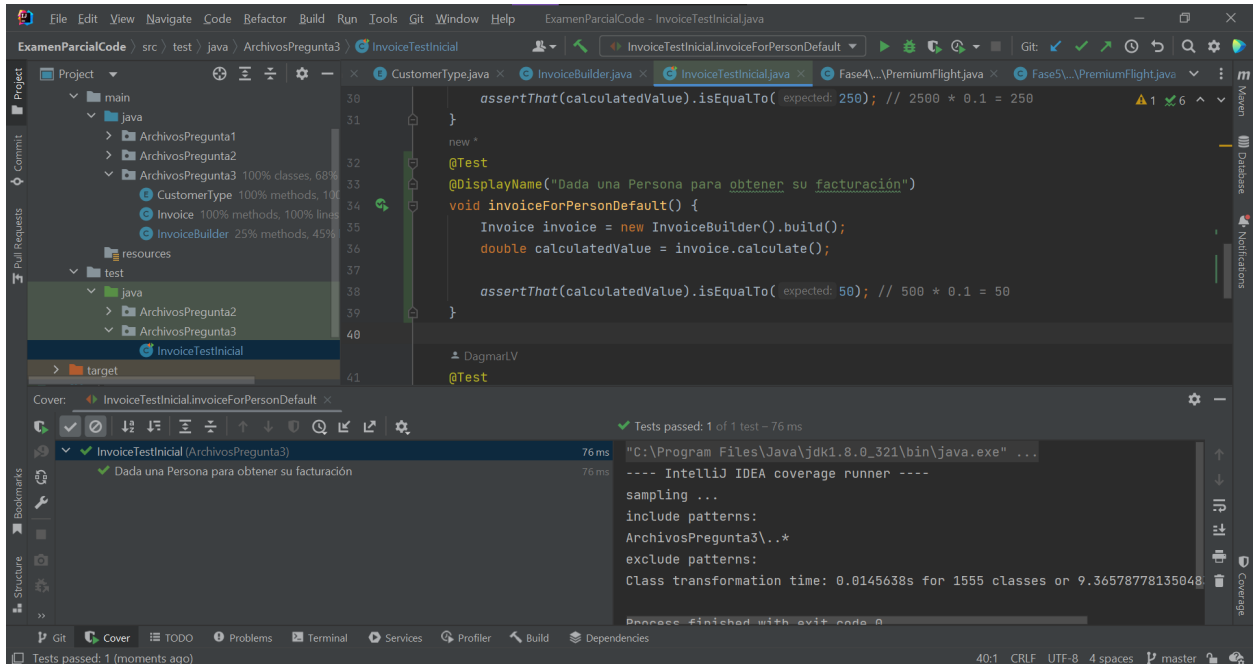 File Edit View Navigate Code Refactor Build Run Tools Git Window Help ExamenParcialCode - InvoiceTestInicial.java
ExamenParcialCode src test java ArchivosPregunta3 InvoiceTestInicial InvoiceTestInicial.invoiceForPersonDefault Git:
Project CustomerType.java InvoiceBuilder.java InvoiceTestInicial.java Fase4\...\PremiumFlight.java Fase5\...\PremiumFlight.java
Project
Commit
Pull Requests
Bookmarks
Structure
main
java
ArchivosPregunta1
ArchivosPregunta2
ArchivosPregunta3 100% classes, 68%
CustomerType 100% methods, 100
Invoice 100% methods, 100% lines
InvoiceBuilder 25% methods, 45%
resources
test
java
ArchivosPregunta2
ArchivosPregunta3
InvoiceTestInicial
target
30 assertThat(calculatedValue).isEqualTo( expected: 250); // 2500 * 0.1 = 250 1 6
31 }
new *
32 @Test
33 @DisplayName("Dada una Persona para obtener su facturación")
34 void invoiceForPersonDefault() {
35 Invoice invoice = new InvoiceBuilder().build();
36 double calculatedValue = invoice.calculate();
37
38 assertThat(calculatedValue).isEqualTo( expected: 50); // 500 * 0.1 = 50
39 }
40
DagmarLV
41 @Test
Maven
Database
Notifications
Coverage
Cover: InvoiceTestInicial.invoiceForPersonDefault
Tests passed: 1 of 1 test – 76 ms
InvoiceTestInicial (ArchivosPregunta3) 76 ms
Dada una Persona para obtener su facturación 76 ms
"C:\Program Files\Java\jdk1.8.0_321\bin\java.exe" ...
---- IntelliJ IDEA coverage runner ----
sampling ...
include patterns:
ArchivosPregunta3\..*
exclude patterns:
Class transformation time: 0.0145638s for 1555 classes or 9.36578778135048
Process finished with exit code 0
Git Cover TODO Problems Terminal Services Profiler Build Dependencies
Tests passed: 1 (moments ago) 40:1 CRLF UTF-8 4 spaces master